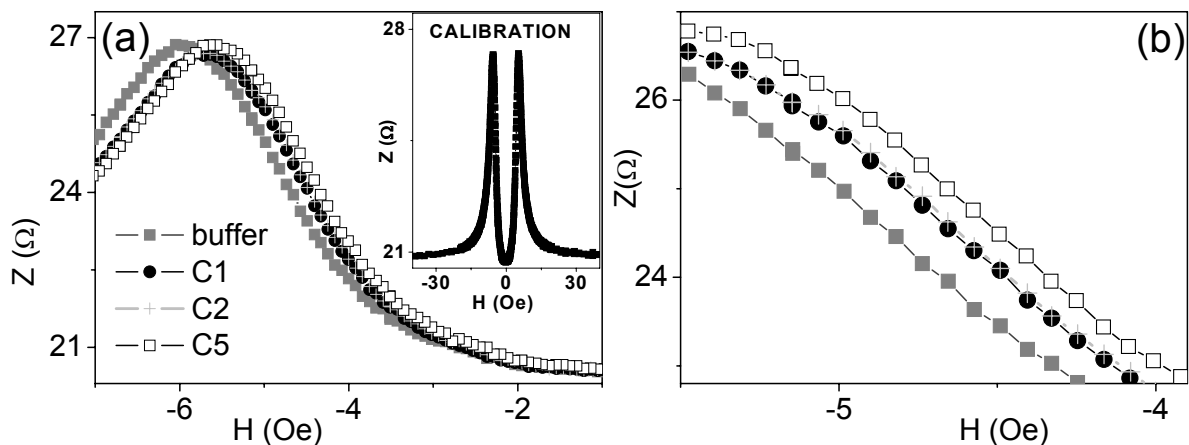 (a)
CALIBRATION
28
Z (Ω)
21
-30 0 30
H (Oe)
27
24
21
Z (Ω)
buffer
C1
C2
C5
-6 -4 -2
H (Oe)
(b)
26
24
Z(Ω)
-5 -4
H (Oe)